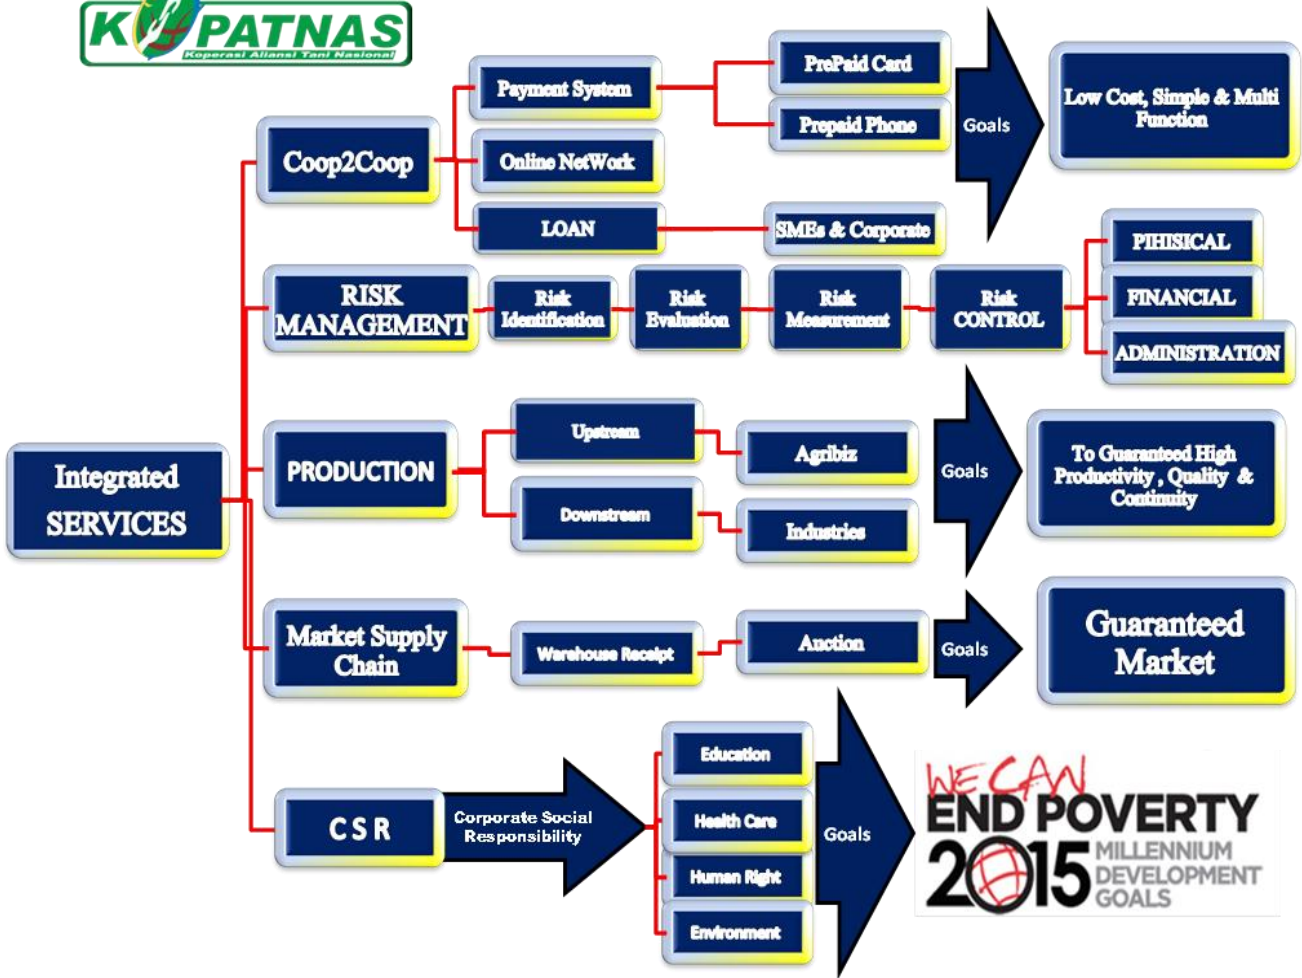 KOPATNAS
Koperasi Aliansi Tani Nasional
Integrated
SERVICES
Coop2Coop
Payment System
PrePaid Card
Prepaid Phone
Online NetWork
LOAN
SMEs & Corporate
Goals
Low Cost, Simple & Multi
Function
RISK
MANAGEMENT
Risk
Identification
Risk
Evaluation
Risk
Measurement
Risk
CONTROL
PIHISICAL
FINANCIAL
ADMINISTRATION
PRODUCTION
Upstream
Agribiz
Downstream
Industries
Goals
To Guaranteed High
Productivity , Quality &
Continuity
Market Supply
Chain
Warehouse Receipt
Auction
Goals
Guaranteed
Market
C S R
Corporate Social
Responsibility
Education
Health Care
Human Right
Environment
Goals
WE CAN
END POVERTY
2015 MILLENNIUM
DEVELOPMENT
GOALS